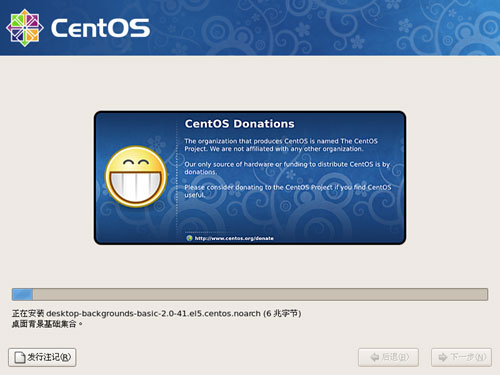 CentOS
CentOS Donations
The organization that produces CentOS is named The CentOS
Project. We are not affiliated with any other organization.
Our only source of hardware or funding to distribute CentOS is by
donations.
Please consider donating to the CentOS Project if you find CentOS
useful.
http://www.centos.org/donate
正在安装 desktop-backgrounds-basic-2.0-41.el5.centos.noarch (6 兆字节)
桌面背景基础集合。
发行注记(R)
后退(B)
下一步(N)